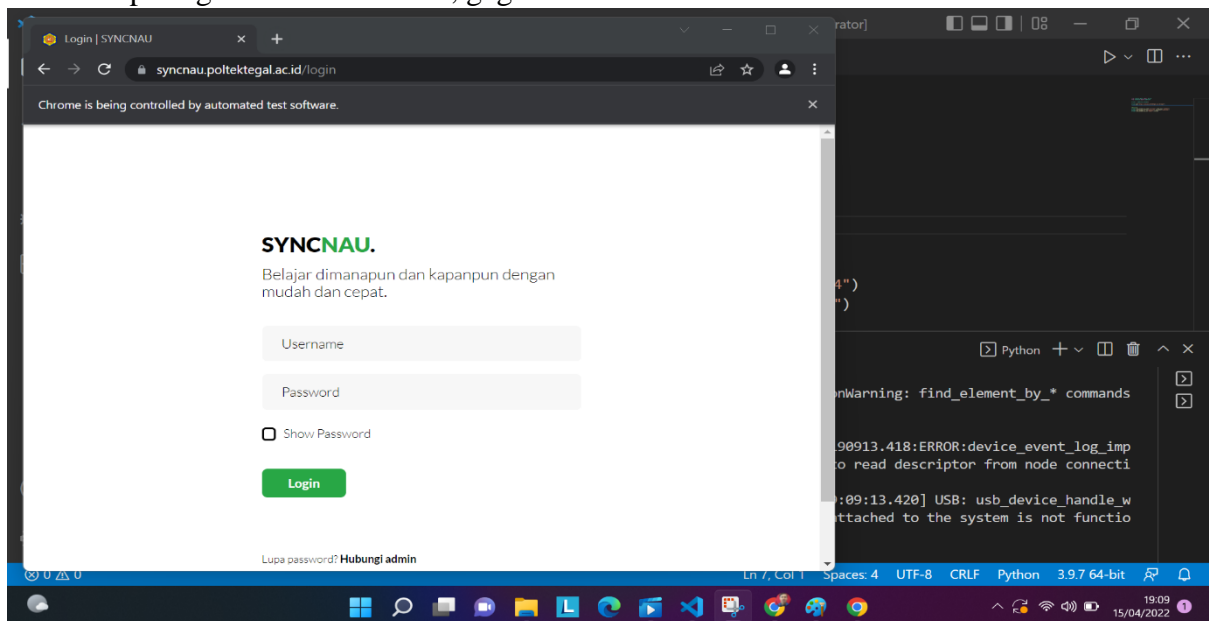 rator]
Login | SYNCNAU
syncnau.poltektegal.ac.id/login
Chrome is being controlled by automated test software.
SYNCNAU.
Belajar dimanapun dan kapanpun dengan
mudah dan cepat.
Username
Password
Show Password
Login
Lupa password? Hubungi admin
4")
")
Python
nWarning: find_element_by_* commands
90913.418:ERROR:device_event_log_imp
o read descriptor from node connecti
:09:13.420] USB: usb_device_handle_w
ttached to the system is not functio
0 0
Ln 7, Col 1 Spaces: 4 UTF-8 CRLF Python 3.9.7 64-bit
19:09
15/04/2022
1